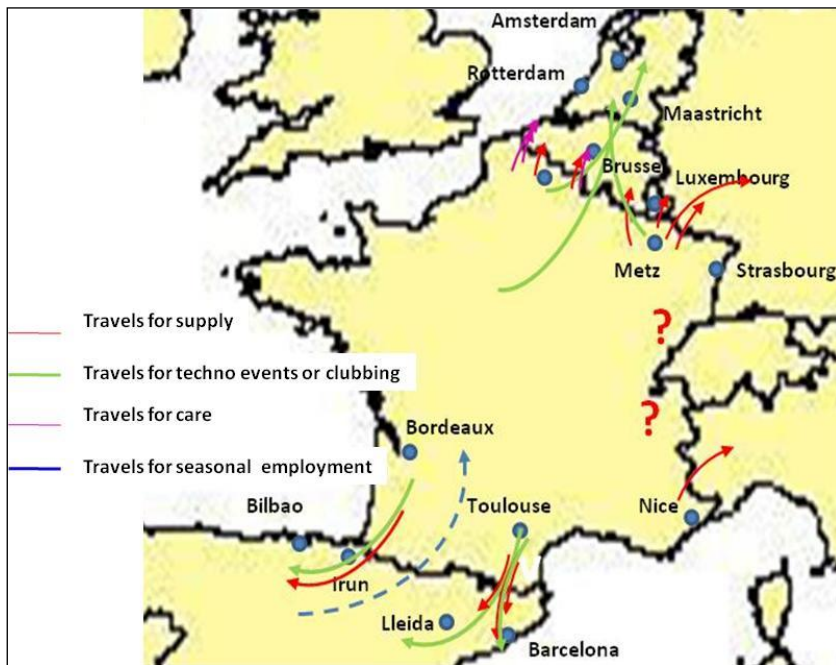 Amsterdam
Rotterdam
Maastricht
Brusse
Luxembourg
Metz
Strasbourg
Travels for supply
?
Travels for techno events or clubbing
?
Travels for care
Bordeaux
Travels for seasonal employment
Bilbao
Toulouse
Nice
Irun
Lleida
Barcelona